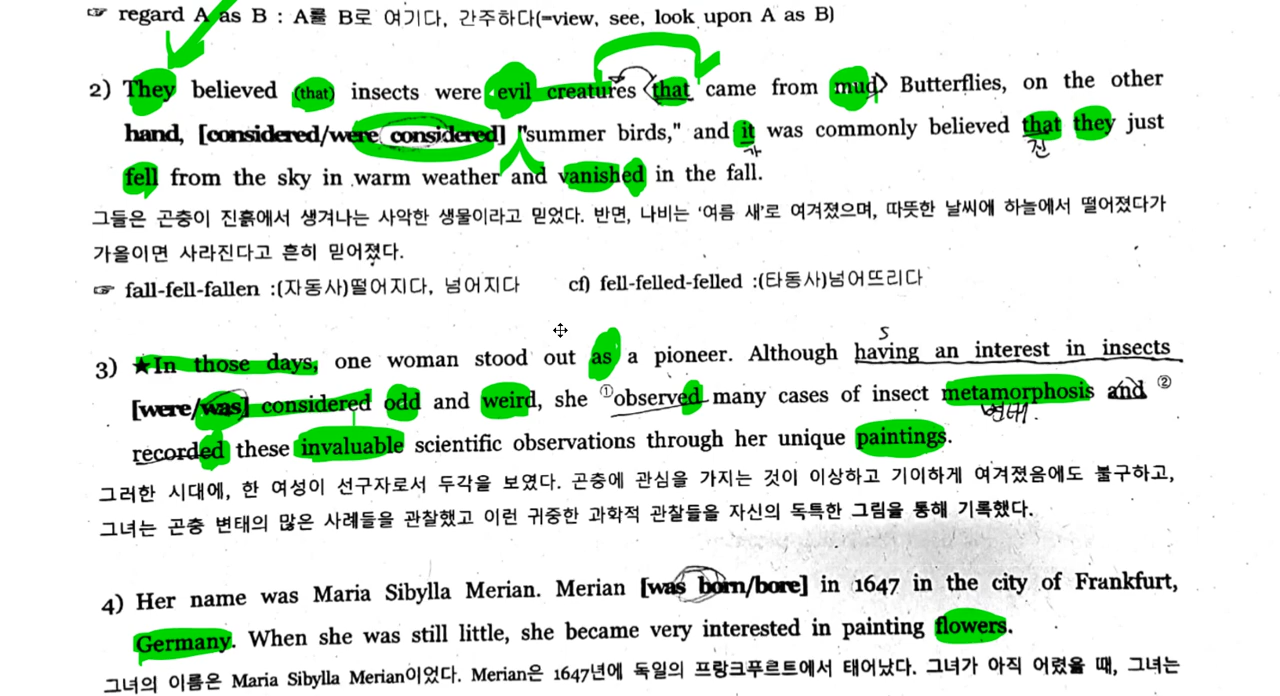 ☞ regard A as B : A를 B로 여기다, 간주하다(=view, see, look upon A as B)
2) They believed (that) insects were evil creatures that came from mud. Butterflies, on the other
hand, [considered/were considered] "summer birds," and it was commonly believed that they just
가
진
fell from the sky in warm weather and vanished in the fall.
그들은 곤충이 진흙에서 생겨나는 사악한 생물이라고 믿었다. 반면, 나비는 '여름 새'로 여겨졌으며, 따뜻한 날씨에 하늘에서 떨어졌다가
가을이면 사라진다고 흔히 믿어졌다.
☞ fall-fell-fallen :(자동사)떨어지다, 넘어지다 cf) fell-felled-felled :(타동사)넘어뜨리다
S
3) ★In those days, one woman stood out as a pioneer. Although having an interest in insects
[were/was] considered odd and weird, she ①observed many cases of insect metamorphosis and ②
변태.
recorded these invaluable scientific observations through her unique paintings.
그러한 시대에, 한 여성이 선구자로서 두각을 보였다. 곤충에 관심을 가지는 것이 이상하고 기이하게 여겨졌음에도 불구하고,
그녀는 곤충 변태의 많은 사례들을 관찰했고 이런 귀중한 과학적 관찰들을 자신의 독특한 그림을 통해 기록했다.
4) Her name was Maria Sibylla Merian. Merian [was born/bore] in 1647 in the city of Frankfurt,
Germany. When she was still little, she became very interested in painting flowers.
그녀의 이름은 Maria Sibylla Merian이었다. Merian은 1647년에 독일의 프랑크푸르트에서 태어났다. 그녀가 아직 어렸을 때, 그녀는